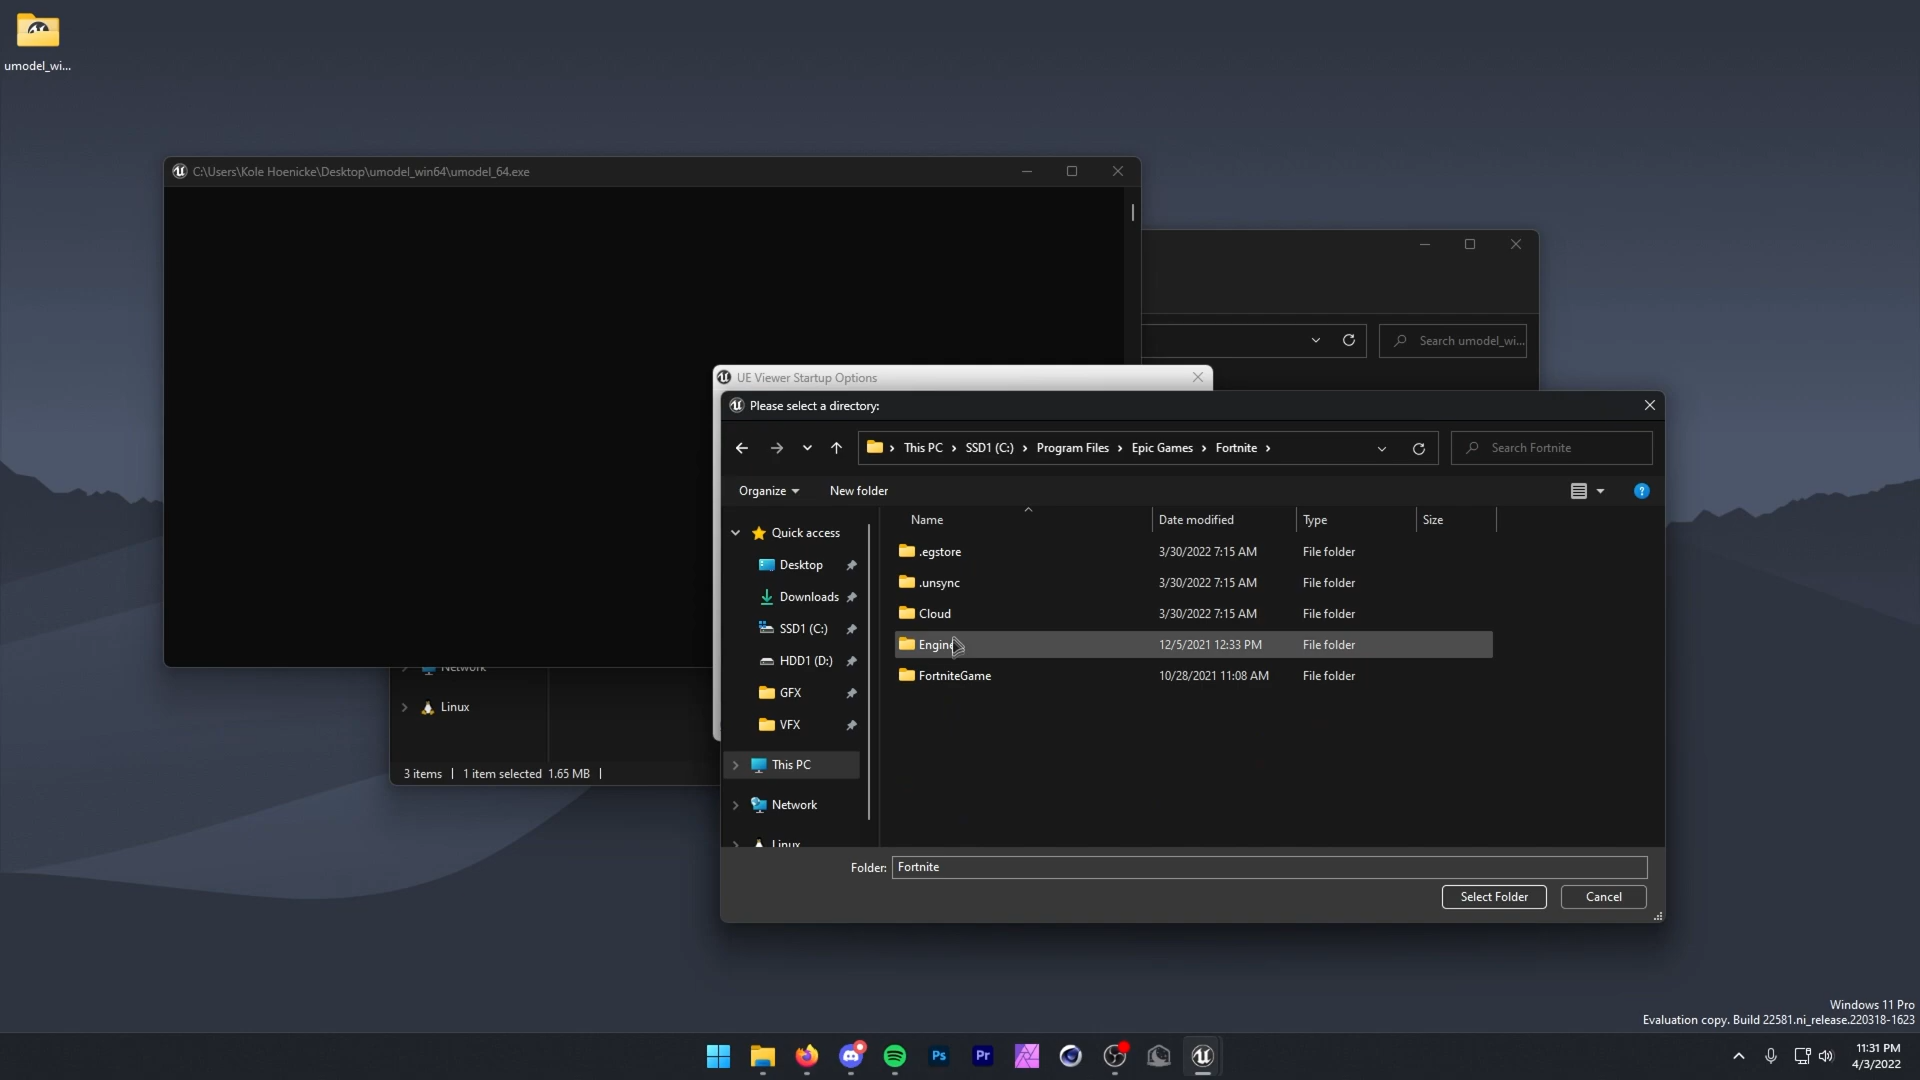 umodel_wi...
C:\Users\Kole Hoenicke\Desktop\umodel_win64\umodel_64.exe
Search umodel_wi...
UE Viewer Startup Options
Please select a directory:
This PC > SSD1 (C:) > Program Files > Epic Games > Fortnite >
Search Fortnite
Organize
New folder
Name
Date modified
Type
Size
Quick access
Desktop
Downloads
SSD1 (C:)
HDD1 (D:)
GFX
VFX
This PC
Network
Linux
.egstore 3/30/2022 7:15 AM File folder
.unsync 3/30/2022 7:15 AM File folder
Cloud 3/30/2022 7:15 AM File folder
Engine 12/5/2021 12:33 PM File folder
FortniteGame 10/28/2021 11:08 AM File folder
Folder: Fortnite
Select Folder
Cancel
Network
Linux
3 items | 1 item selected 1.65 MB |
Windows 11 Pro
Evaluation copy. Build 22581.ni_release.220318-1623
Ps
Pr
11:31 PM
4/3/2022